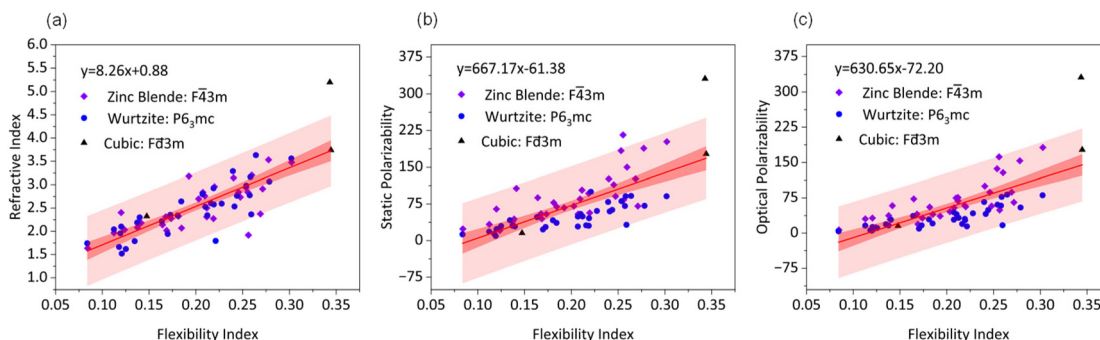 (a)
Refractive Index
6.0
5.5
5.0
4.5
4.0
3.5
3.0
2.5
2.0
1.5
1.0
y=8.26x+0.88
Zinc Blende: F4̅3m
Wurtzite: P6₃mc
Cubic: Fd̅3m
0.05 0.10 0.15 0.20 0.25 0.30 0.35
Flexibility Index
(b)
Static Polarizability
375
300
225
150
75
0
−75
y=667.17x-61.38
Zinc Blende: F4̅3m
Wurtzite: P6₃mc
Cubic: Fd̅3m
0.05 0.10 0.15 0.20 0.25 0.30 0.35
Flexibility Index
(c)
Optical Polarizability
375
300
225
150
75
0
−75
y=630.65x-72.20
Zinc Blende: F4̅3m
Wurtzite: P6₃mc
Cubic: Fd̅3m
0.05 0.10 0.15 0.20 0.25 0.30 0.35
Flexibility Index